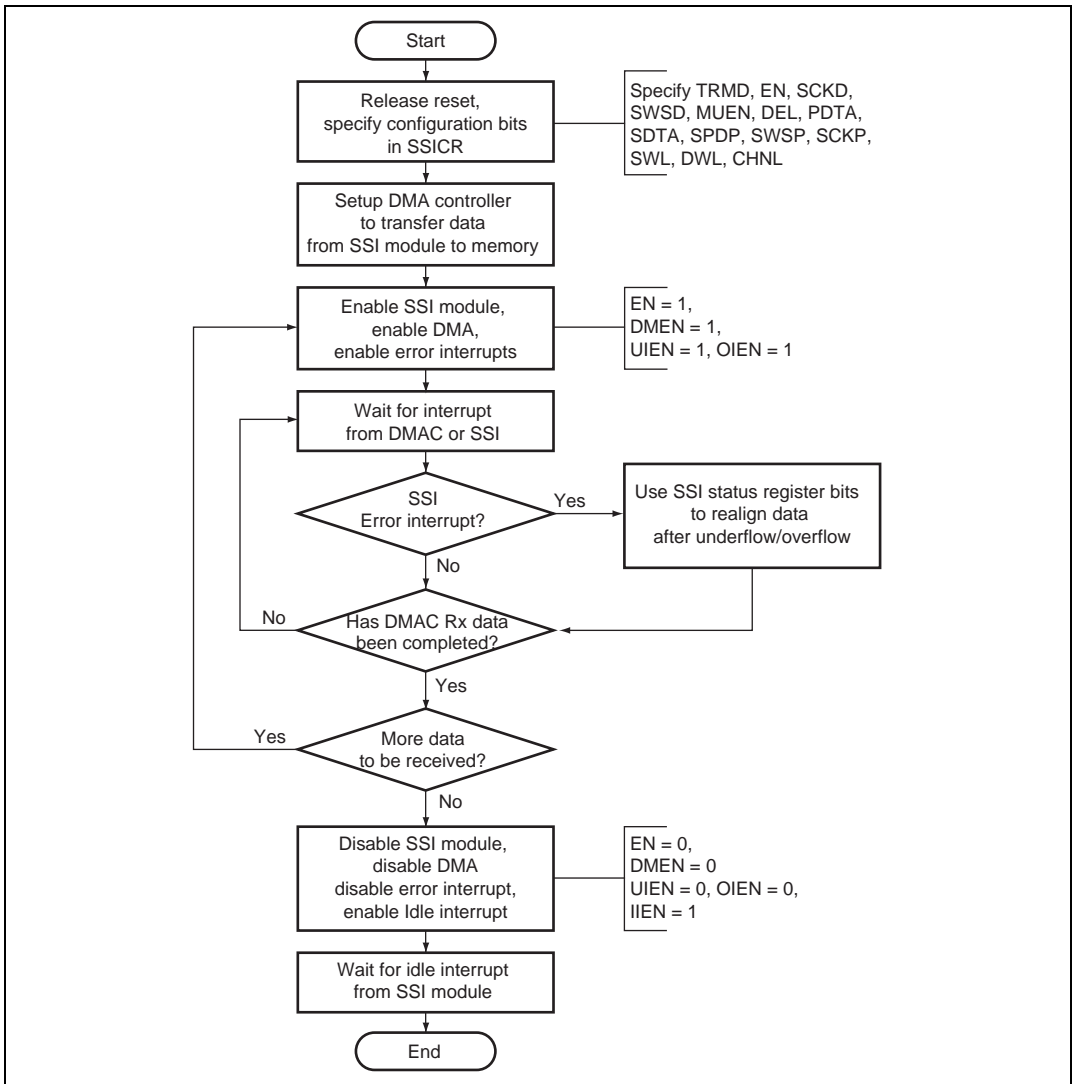 Start
Release reset,
specify configuration bits
in SSICR
Specify TRMD, EN, SCKD,
SWSD, MUEN, DEL, PDTA,
SDTA, SPDP, SWSP, SCKP,
SWL, DWL, CHNL
Setup DMA controller
to transfer data
from SSI module to memory
Enable SSI module,
enable DMA,
enable error interrupts
EN = 1,
DMEN = 1,
UIEN = 1, OIEN = 1
Wait for interrupt
from DMAC or SSI
SSI
Error interrupt?
Yes
Use SSI status register bits
to realign data
after underflow/overflow
No
Has DMAC Rx data
been completed?
No
Yes
More data
to be received?
Yes
No
Disable SSI module,
disable DMA
disable error interrupt,
enable Idle interrupt
EN = 0,
DMEN = 0
UIEN = 0, OIEN = 0,
IIEN = 1
Wait for idle interrupt
from SSI module
End